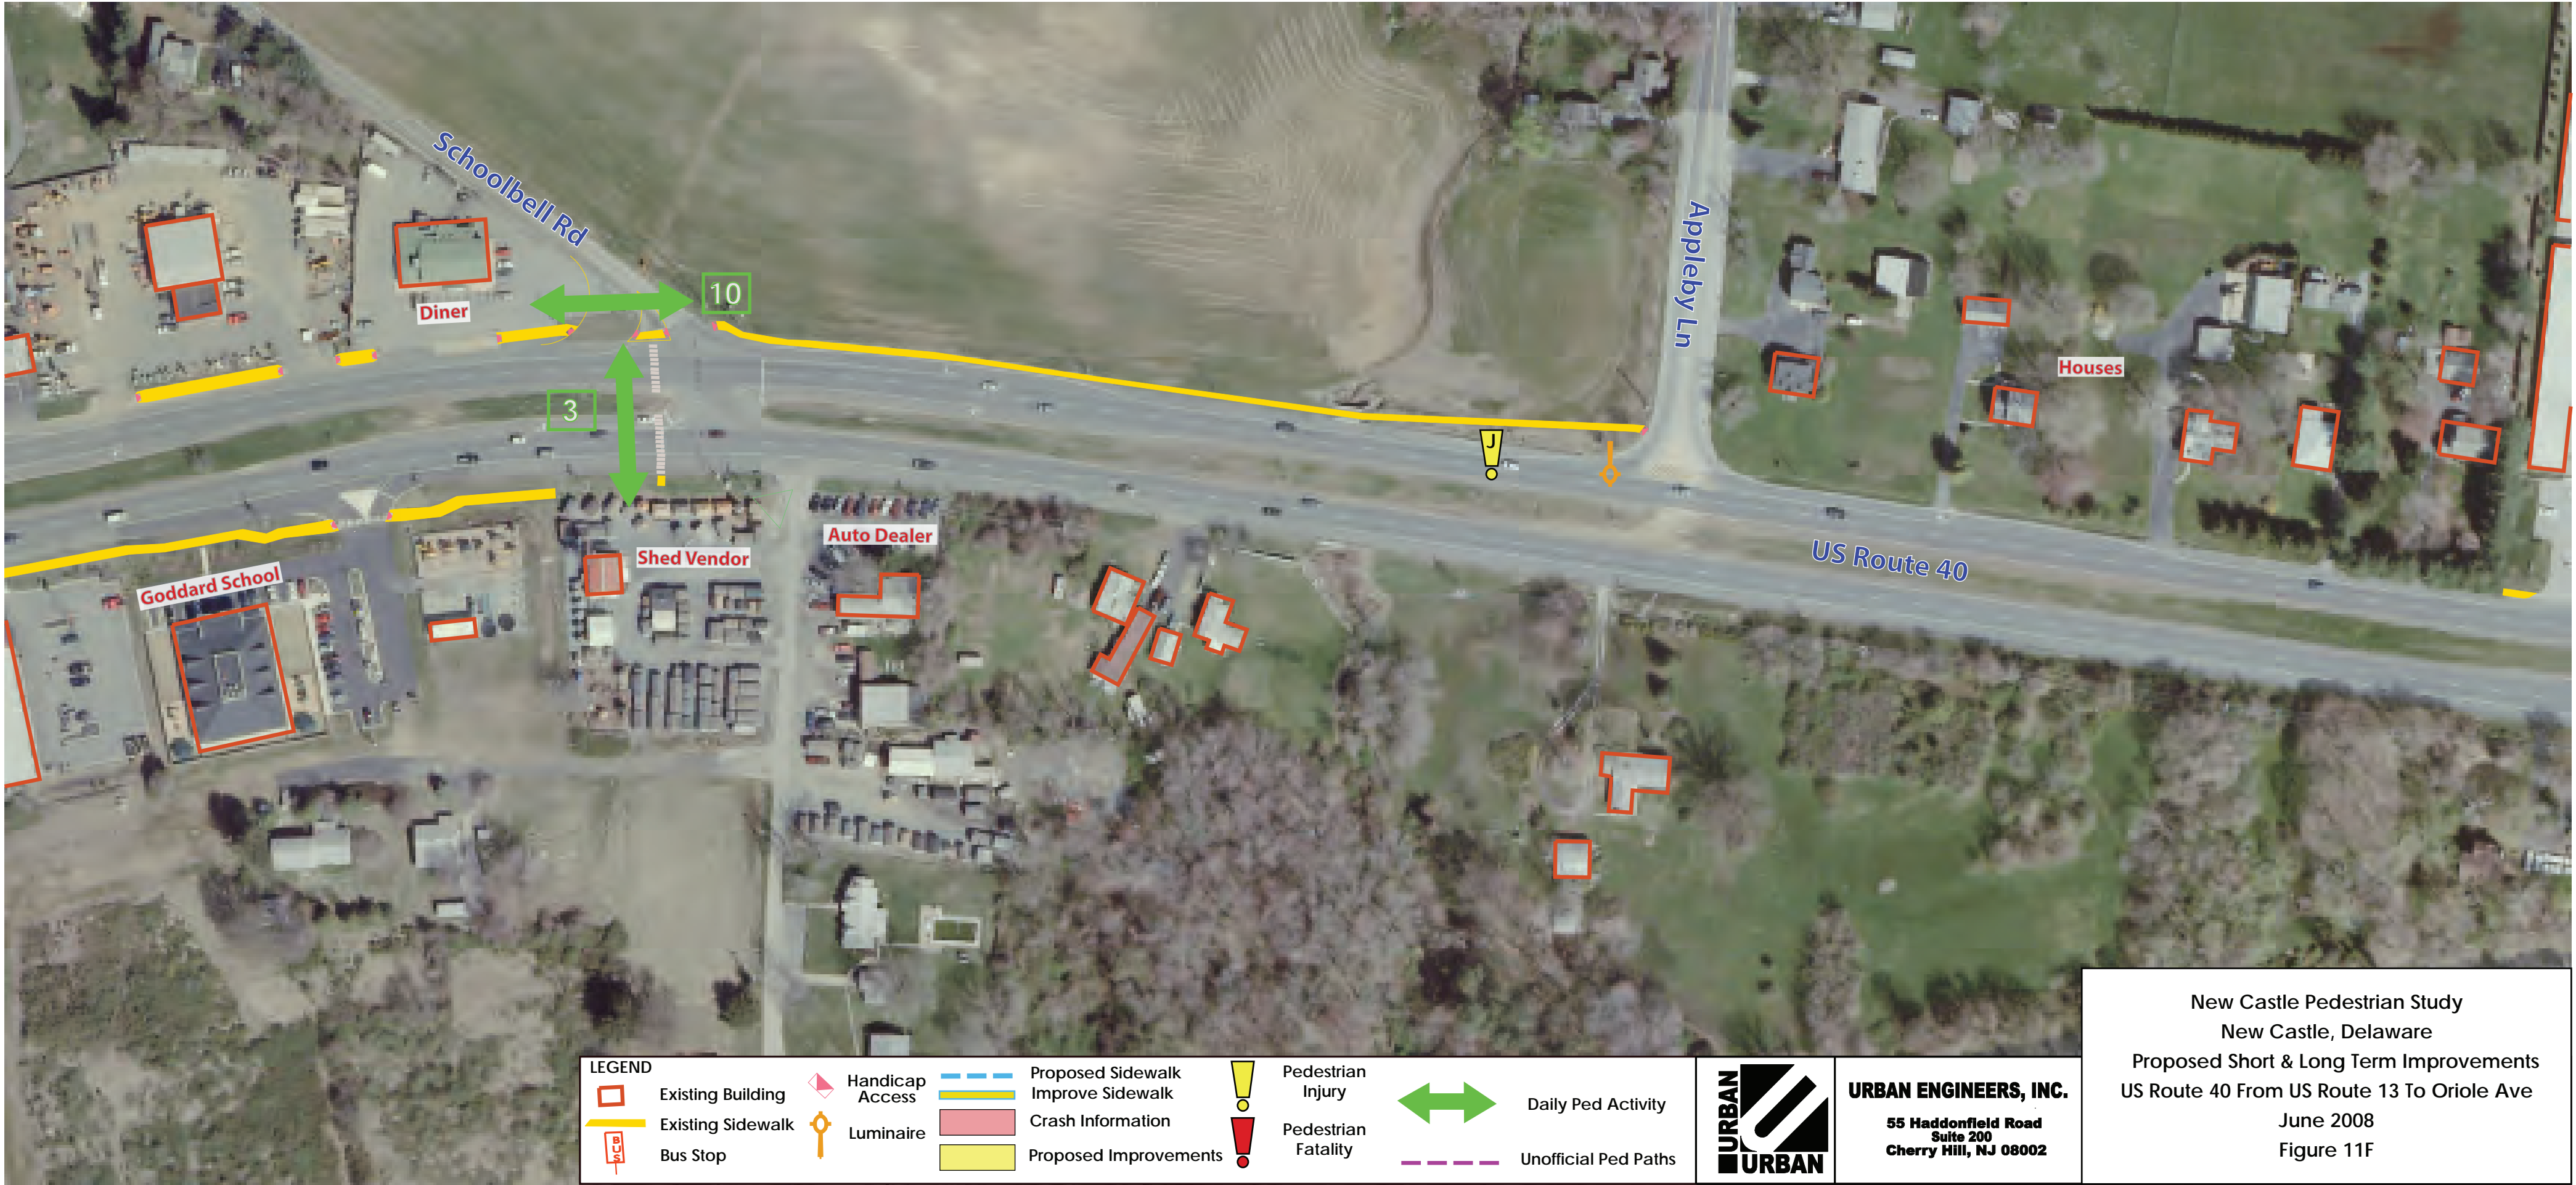 Schoolbell Rd
10
Diner
3
Appleby Ln
Houses
J
Auto Dealer
Shed Vendor
Goddard School
US Route 40
LEGEND
Existing Building
Existing Sidewalk
BUS
Bus Stop
Handicap
Access
Luminaire
Proposed Sidewalk
Improve Sidewalk
Crash Information
Proposed Improvements
Pedestrian
Injury
Pedestrian
Fatality
Daily Ped Activity
Unofficial Ped Paths
URBAN
URBAN
URBAN ENGINEERS, INC.
55 Haddonfield Road
Suite 200
Cherry Hill, NJ 08002
New Castle Pedestrian Study
New Castle, Delaware
Proposed Short & Long Term Improvements
US Route 40 From US Route 13 To Oriole Ave
June 2008
Figure 11F